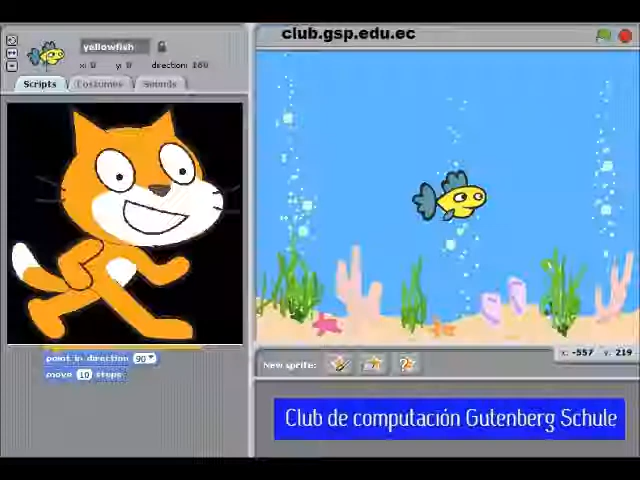 club.gsp.edu.ec
yellowfish
x: 0 y: 0 direction: 180
Scripts Costumes Sounds
point in direction 90
move 10 steps
New sprite:
x: -557 y: 219
Club de computación Gutenberg Schule